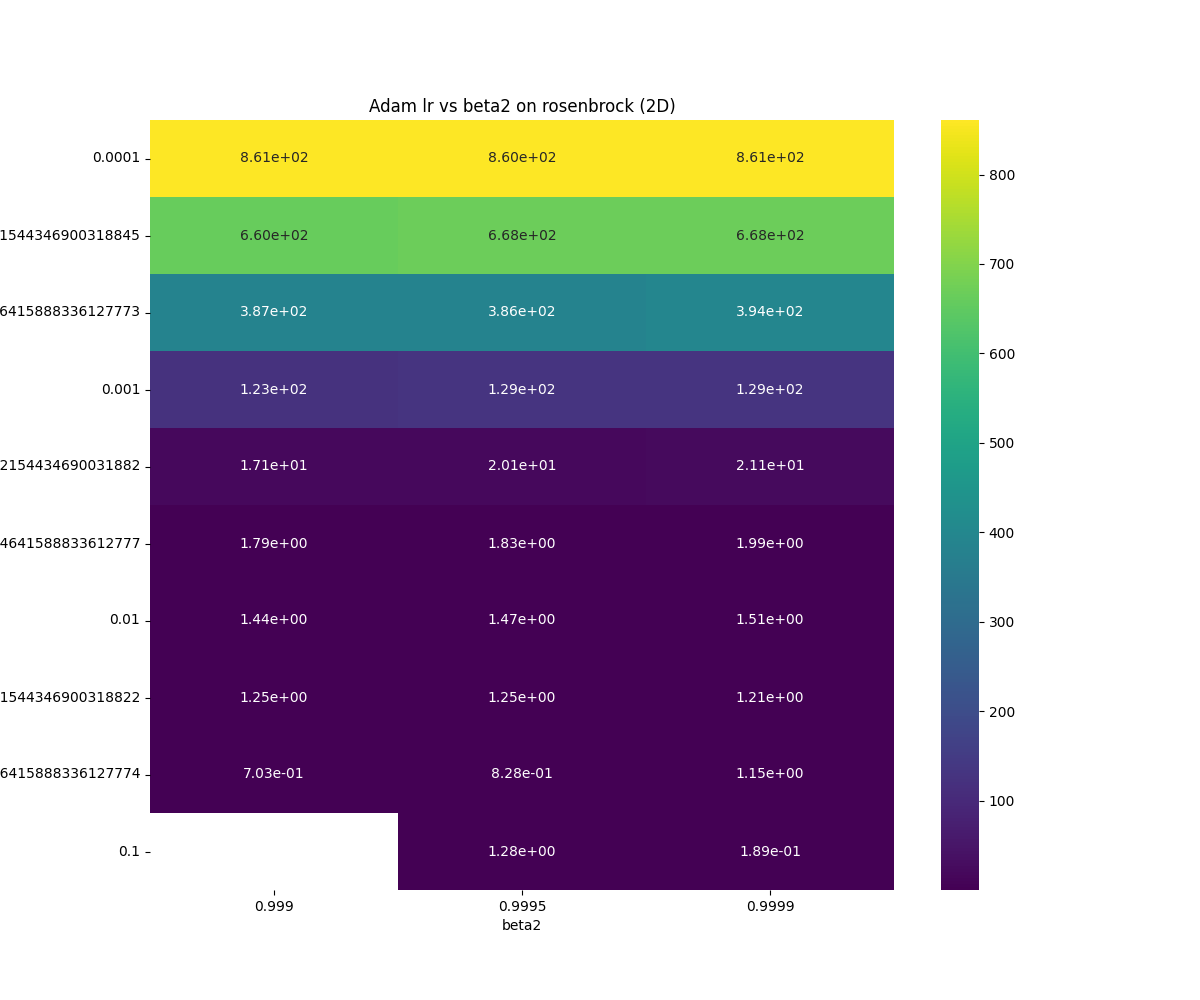 Adam lr vs beta2 on rosenbrock (2D)
0.0001 8.61e+02 8.60e+02 8.61e+02
1544346900318845 6.60e+02 6.68e+02 6.68e+02
6415888336127773 3.87e+02 3.86e+02 3.94e+02
0.001 1.23e+02 1.29e+02 1.29e+02
2154434690031882 1.71e+01 2.01e+01 2.11e+01
4641588833612777 1.79e+00 1.83e+00 1.99e+00
0.01 1.44e+00 1.47e+00 1.51e+00
1544346900318822 1.25e+00 1.25e+00 1.21e+00
6415888336127774 7.03e-01 8.28e-01 1.15e+00
0.1 1.28e+00 1.89e-01
0.999 0.9995 0.9999
beta2
800
700
600
500
400
300
200
100